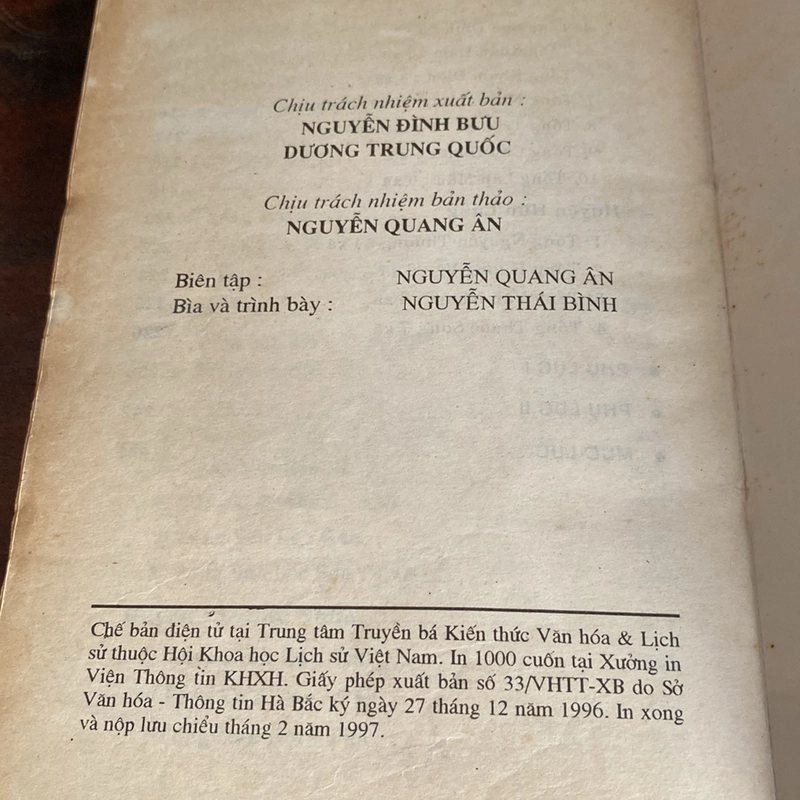 Chịu trách nhiệm xuất bản :
NGUYỄN ĐÌNH BƯU
DƯƠNG TRUNG QUỐC
Chịu trách nhiệm bản thảo :
NGUYỄN QUANG ÂN
Biên tập : NGUYỄN QUANG ÂN
Bìa và trình bày : NGUYỄN THÁI BÌNH
Chế bản điện tử tại Trung tâm Truyền bá Kiến thức Văn hóa & Lịch
sử thuộc Hội Khoa học Lịch sử Việt Nam. In 1000 cuốn tại Xưởng in
Viện Thông tin KHXH. Giấy phép xuất bản số 33/VHTT-XB do Sở
Văn hóa - Thông tin Hà Bắc ký ngày 27 tháng 12 năm 1996. In xong
và nộp lưu chiểu tháng 2 năm 1997.